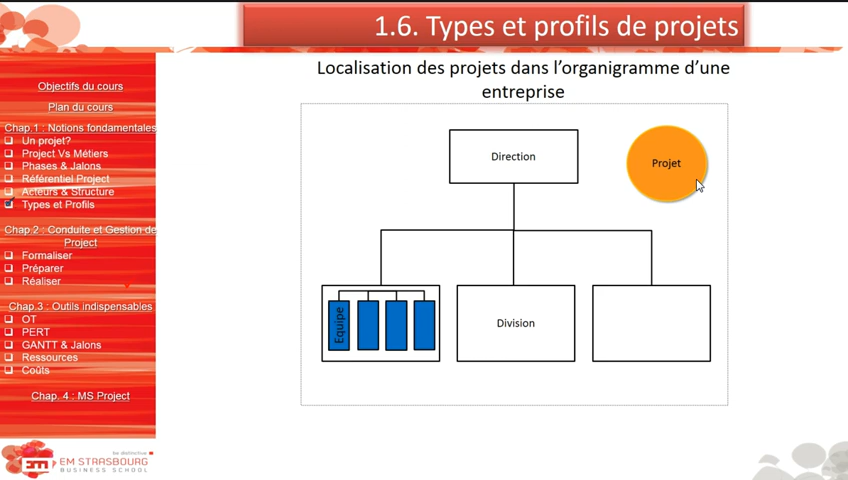 1.6. Types et profils de projets
Localisation des projets dans l'organigramme d'une
entreprise
Objectifs du cours
Plan du cours
Chap.1 : Notions fondamentales
Un projet?
Project Vs Métiers
Phases & Jalons
Référentiel Project
Acteurs & Structure
Types et Profils
Chap.2 : Conduite et Gestion de
Project
Formaliser
Préparer
Réaliser
Chap.3 : Outils indispensables
OT
PERT
GANTT & Jalons
Ressources
Coûts
Chap. 4 : MS Project
Direction
Projet
Equipe
Division
be distinctive
EM STRASBOURG
BUSINESS SCHOOL